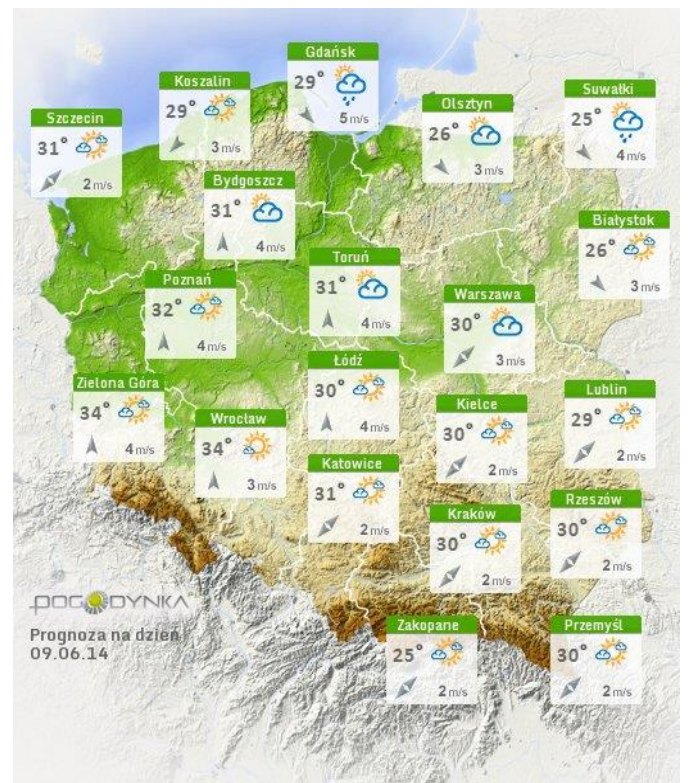 Gdańsk
29°
5 m/s
Koszalin
29°
3 m/s
Suwałki
25°
4 m/s
Olsztyn
26°
3 m/s
Szczecin
31°
2 m/s
Bydgoszcz
31°
4 m/s
Białystok
26°
3 m/s
Toruń
31°
4 m/s
Poznań
32°
4 m/s
Warszawa
30°
3 m/s
Łódź
30°
4 m/s
Zielona Góra
34°
4 m/s
Lublin
29°
2 m/s
Kielce
30°
2 m/s
Wrocław
34°
3 m/s
Katowice
31°
2 m/s
Rzeszów
30°
2 m/s
Kraków
30°
2 m/s
POGODYNKA
Prognoza na dzień
09.06.14
Zakopane
25°
2 m/s
Przemyśl
30°
2 m/s